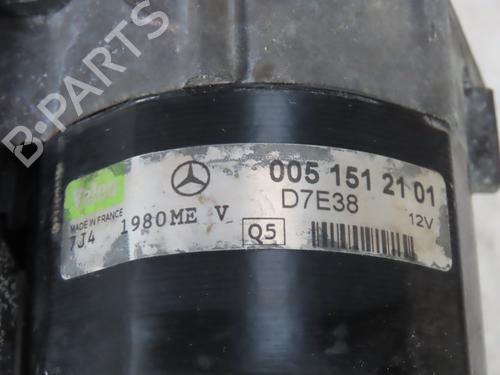 B-PARTS
Valeo
005 151 21 01
D7E38
12V
MADE IN FRANCE
7J4 1980ME V
Q5